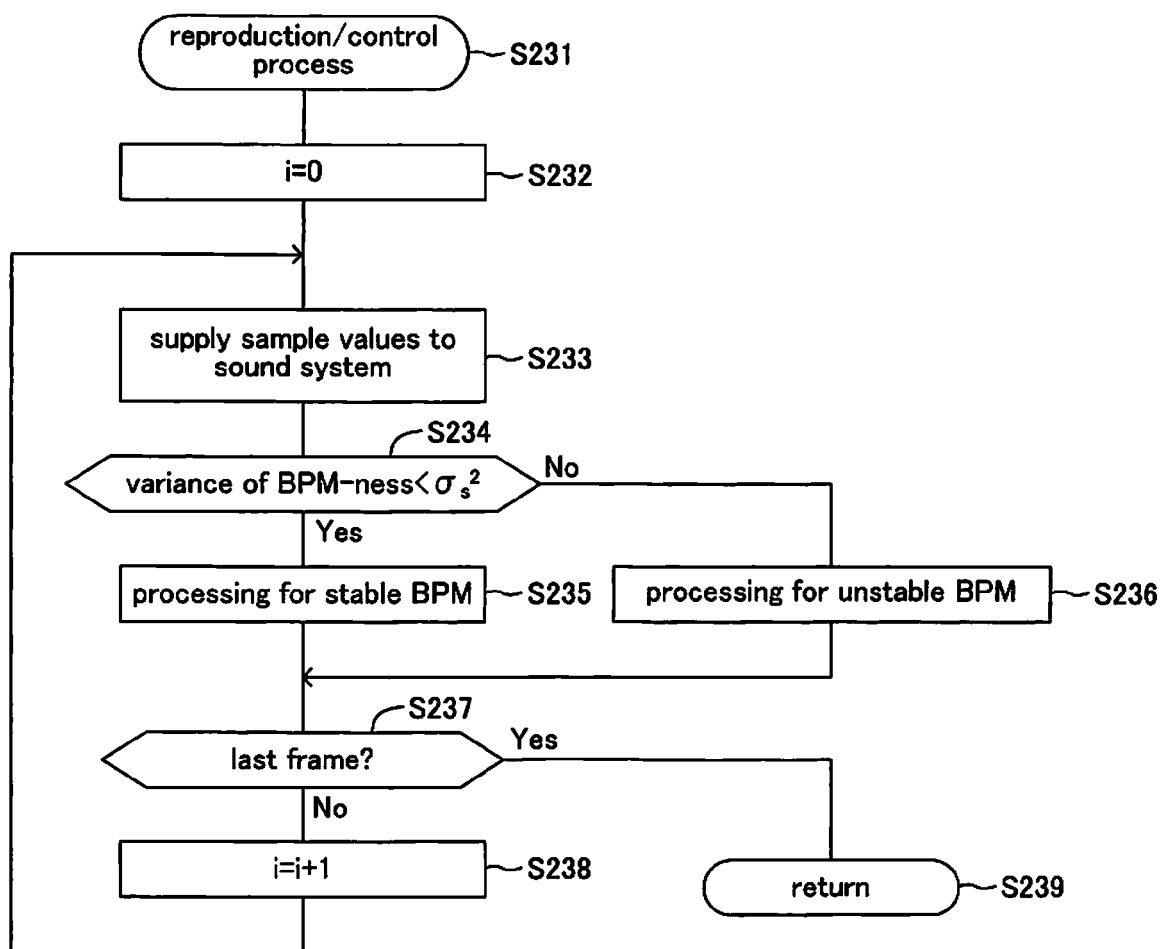 reproduction/control
process
S231
i=0
S232
supply sample values to
sound system
S233
S234
variance of BPM-ness<σs²
No
Yes
processing for stable BPM
S235
processing for unstable BPM
S236
S237
last frame?
Yes
No
i=i+1
S238
return
S239